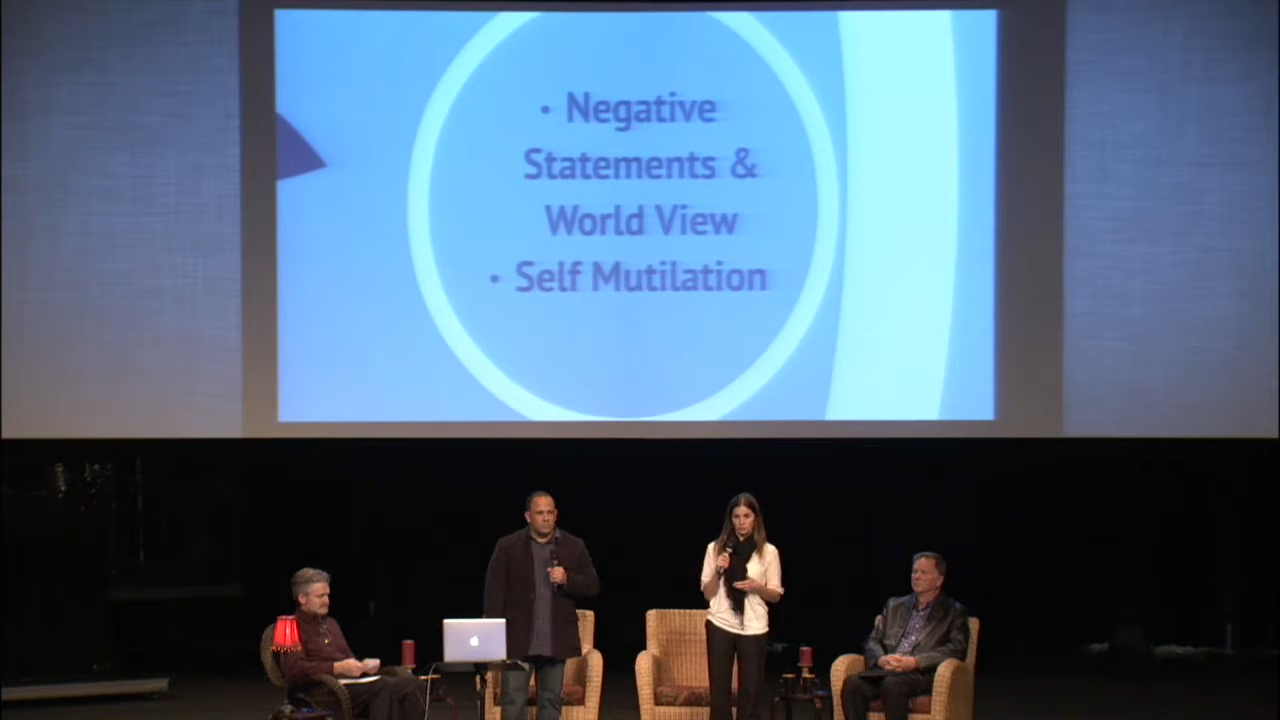 • Negative
Statements &
World View
• Self Mutilation